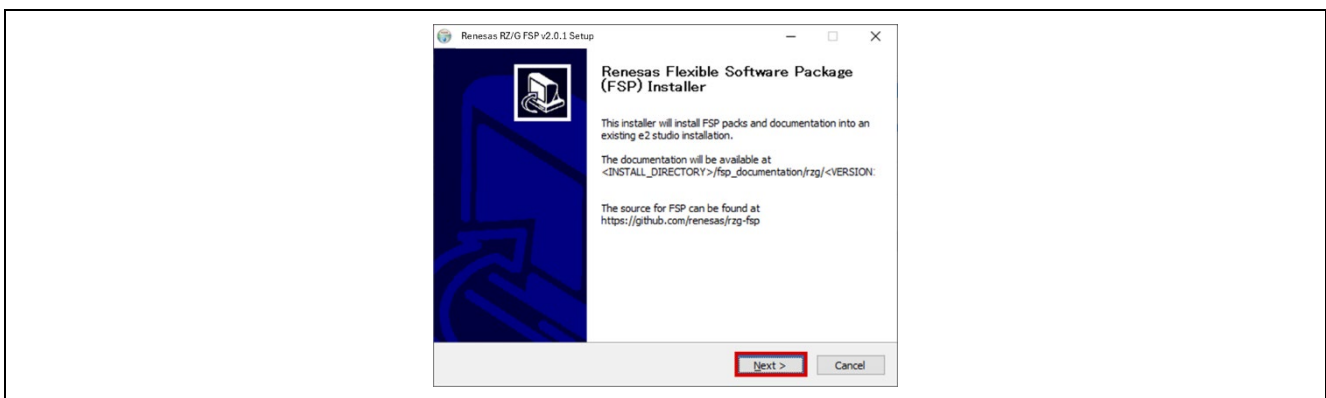 Renesas RZ/G FSP v2.0.1 Setup
Renesas Flexible Software Package
(FSP) Installer
This installer will install FSP packs and documentation into an
existing e2 studio installation.
The documentation will be available at
<INSTALL_DIRECTORY>/fsp_documentation/rzg/<VERSION:
The source for FSP can be found at
https://github.com/renesas/rzg-fsp
Next >
Cancel